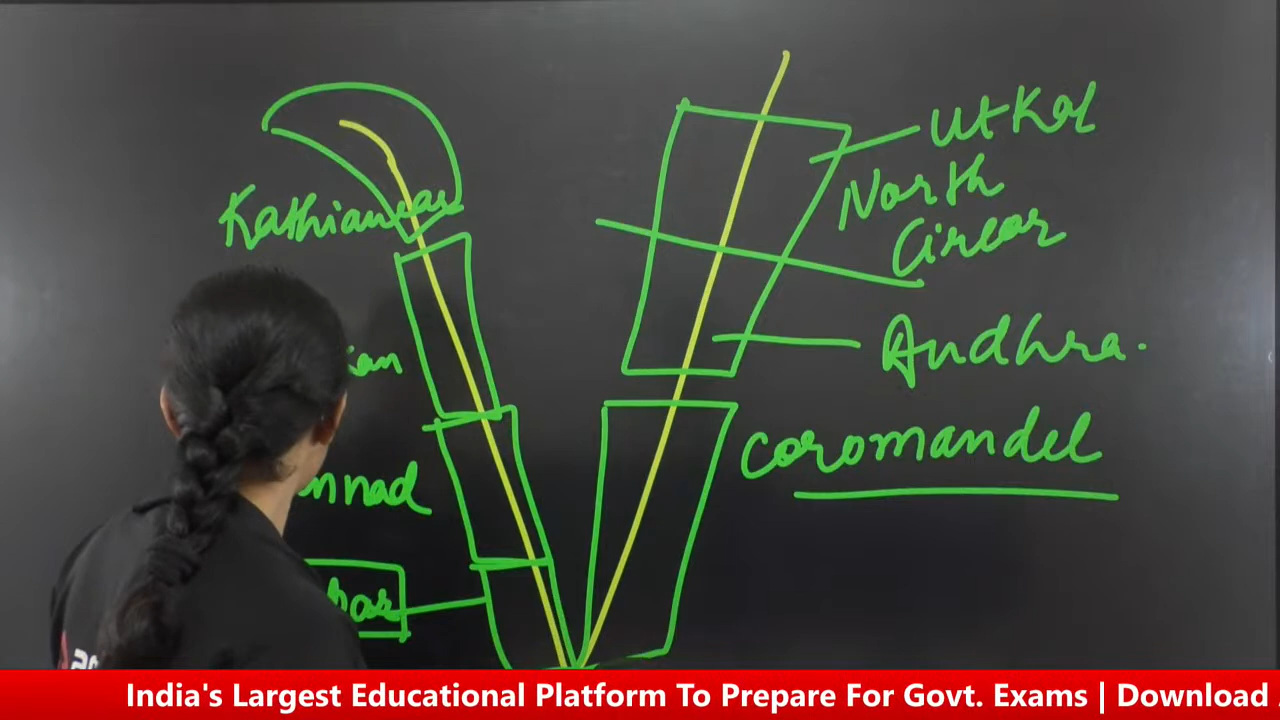 Kathiawar
Utkal
North
Circar
Andhra.
Coromandel
India's Largest Educational Platform To Prepare For Govt. Exams | Download